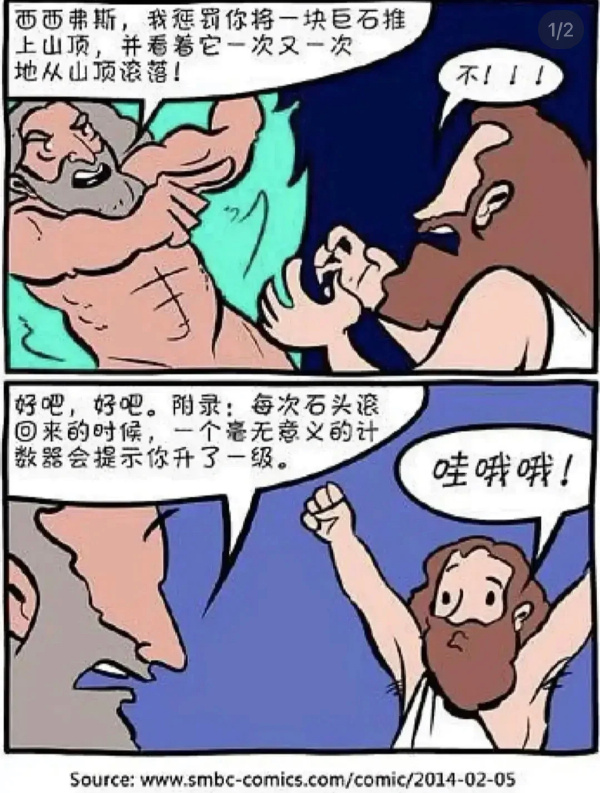 西西弗斯，我惩罚你将一块巨石推
上山顶，并看着它一次又一次
地从山顶滚落！
1/2
不！！！
好吧，好吧。附录：每次石头滚
回来的时候，一个毫无意义的计
数器会提示你升了一级。
哇哦哦！
Source: www.smbc-comics.com/comic/2014-02-05